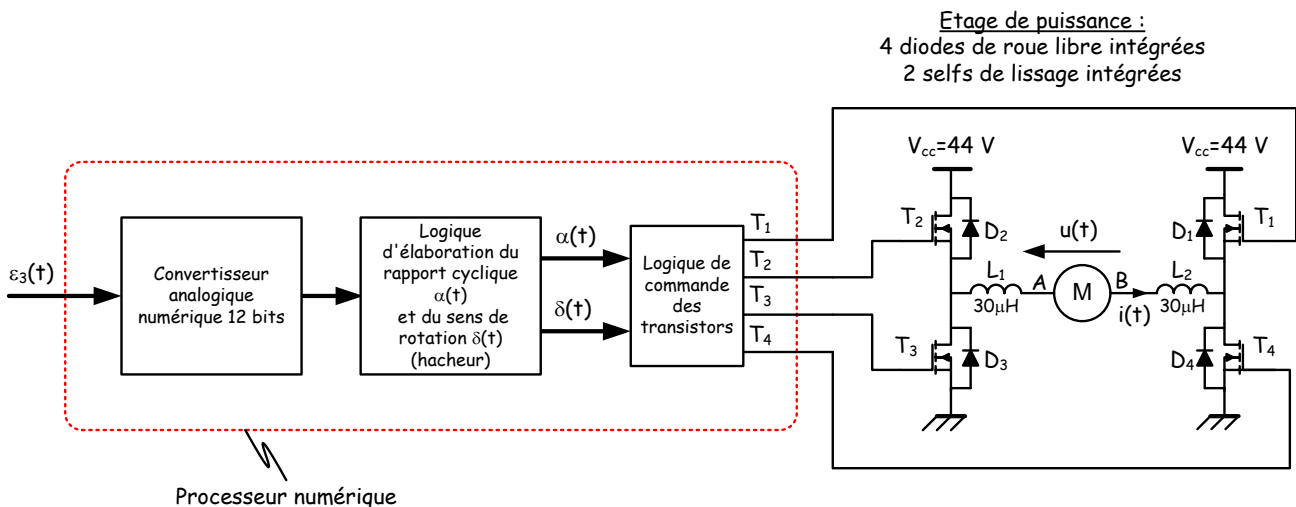 Etage de puissance :
4 diodes de roue libre intégrées
2 selfs de lissage intégrées
ε3(t)
Convertisseur
analogique
numérique 12 bits
Logique
d'élaboration du
rapport cyclique
α(t)
et du sens de
rotation δ(t)
(hacheur)
α(t)
δ(t)
Logique de
commande
des
transistors
T1
T2
T3
T4
Vcc=44 V
Vcc=44 V
T2
D2
u(t)
D1
T1
L1
30μH
A
M
B
i(t)
L2
30μH
T3
D3
D4
T4
Processeur numérique